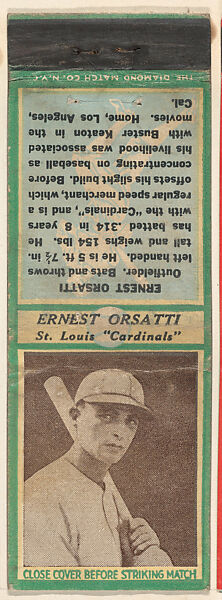 THE DIAMOND MATCH CO. N.Y.C.
ERNEST ORSATTI
Outfielder. Bats and throws
left handed. He is 5 ft. 7½ in.
tall and weighs 154 lbs. He
has batted .314 in 8 years
with the "Cardinals" and is a
regular speed merchant, which
offsets his slight build. Before
concentrating on baseball as
his livelihood was associated
with Buster Keaton in the
movies. Home, Los Angeles,
Cal.
ERNEST ORSATTI
St. Louis "Cardinals"
CLOSE COVER BEFORE STRIKING MATCH